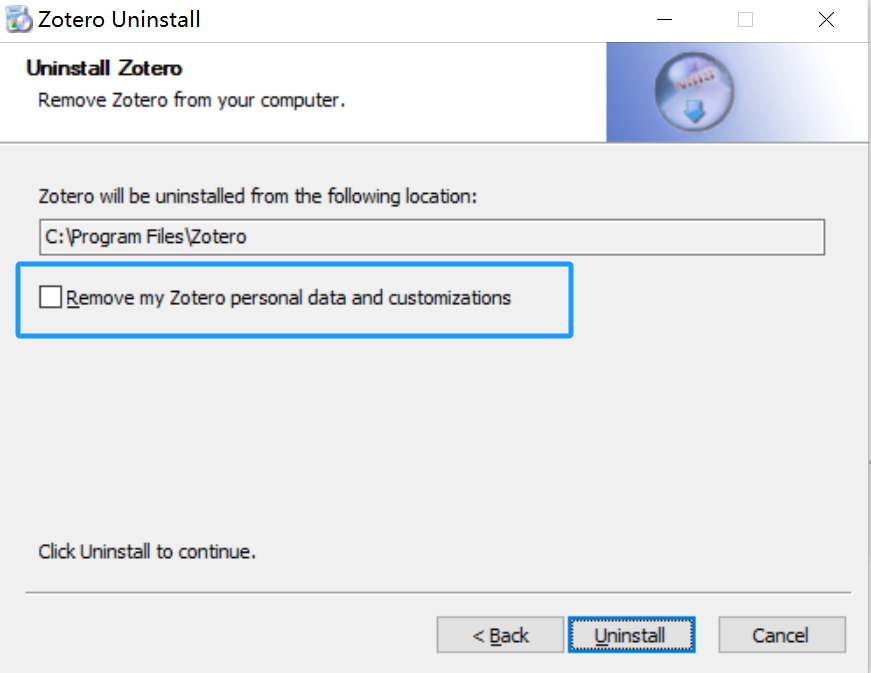 Zotero Uninstall
Uninstall Zotero
Remove Zotero from your computer.
Zotero will be uninstalled from the following location:
C:\Program Files\Zotero
Remove my Zotero personal data and customizations
Click Uninstall to continue.
< Back
Uninstall
Cancel